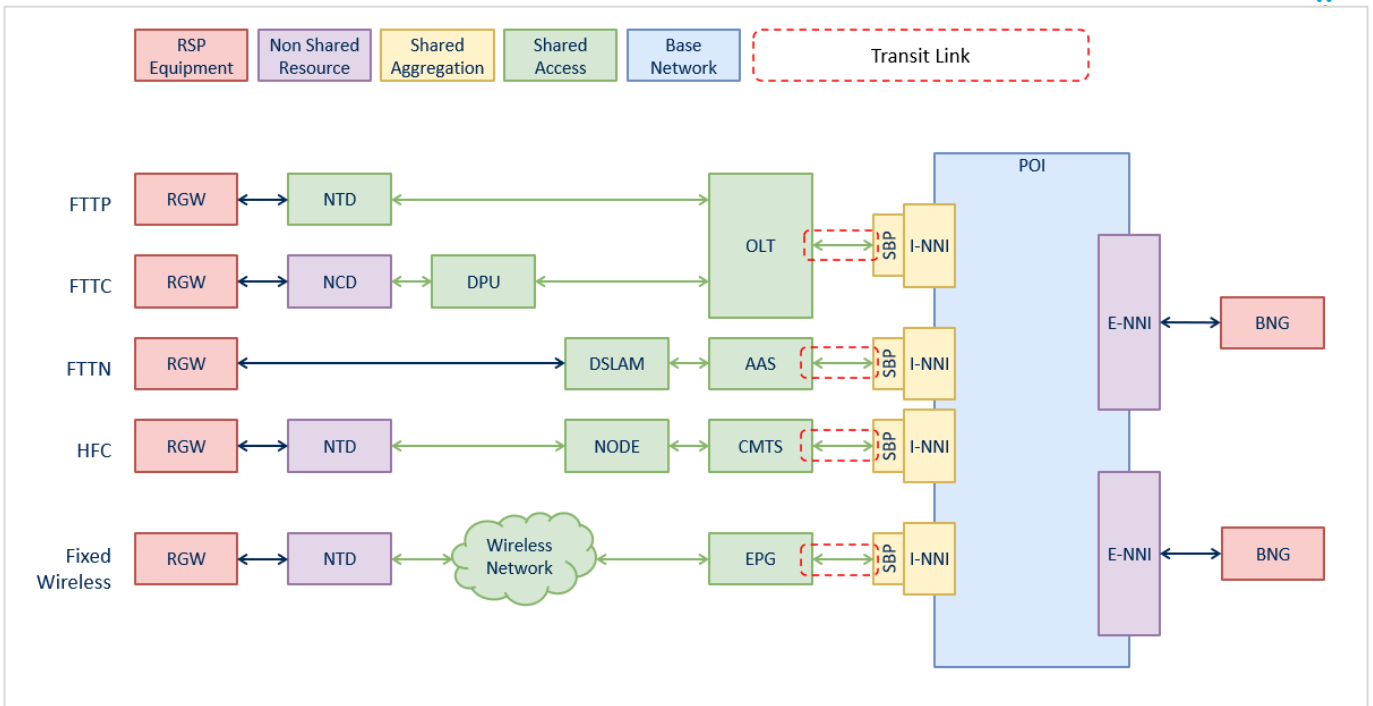 RSP
Equipment
Non Shared
Resource
Shared
Aggregation
Shared
Access
Base
Network
Transit Link
POI
FTTP
RGW
NTD
OLT
SBP
I-NNI
FTTC
RGW
NCD
DPU
E-NNI
BNG
FTTN
RGW
DSLAM
AAS
SBP
I-NNI
HFC
RGW
NTD
NODE
CMTS
SBP
I-NNI
Fixed
Wireless
RGW
NTD
Wireless
Network
EPG
SBP
I-NNI
E-NNI
BNG